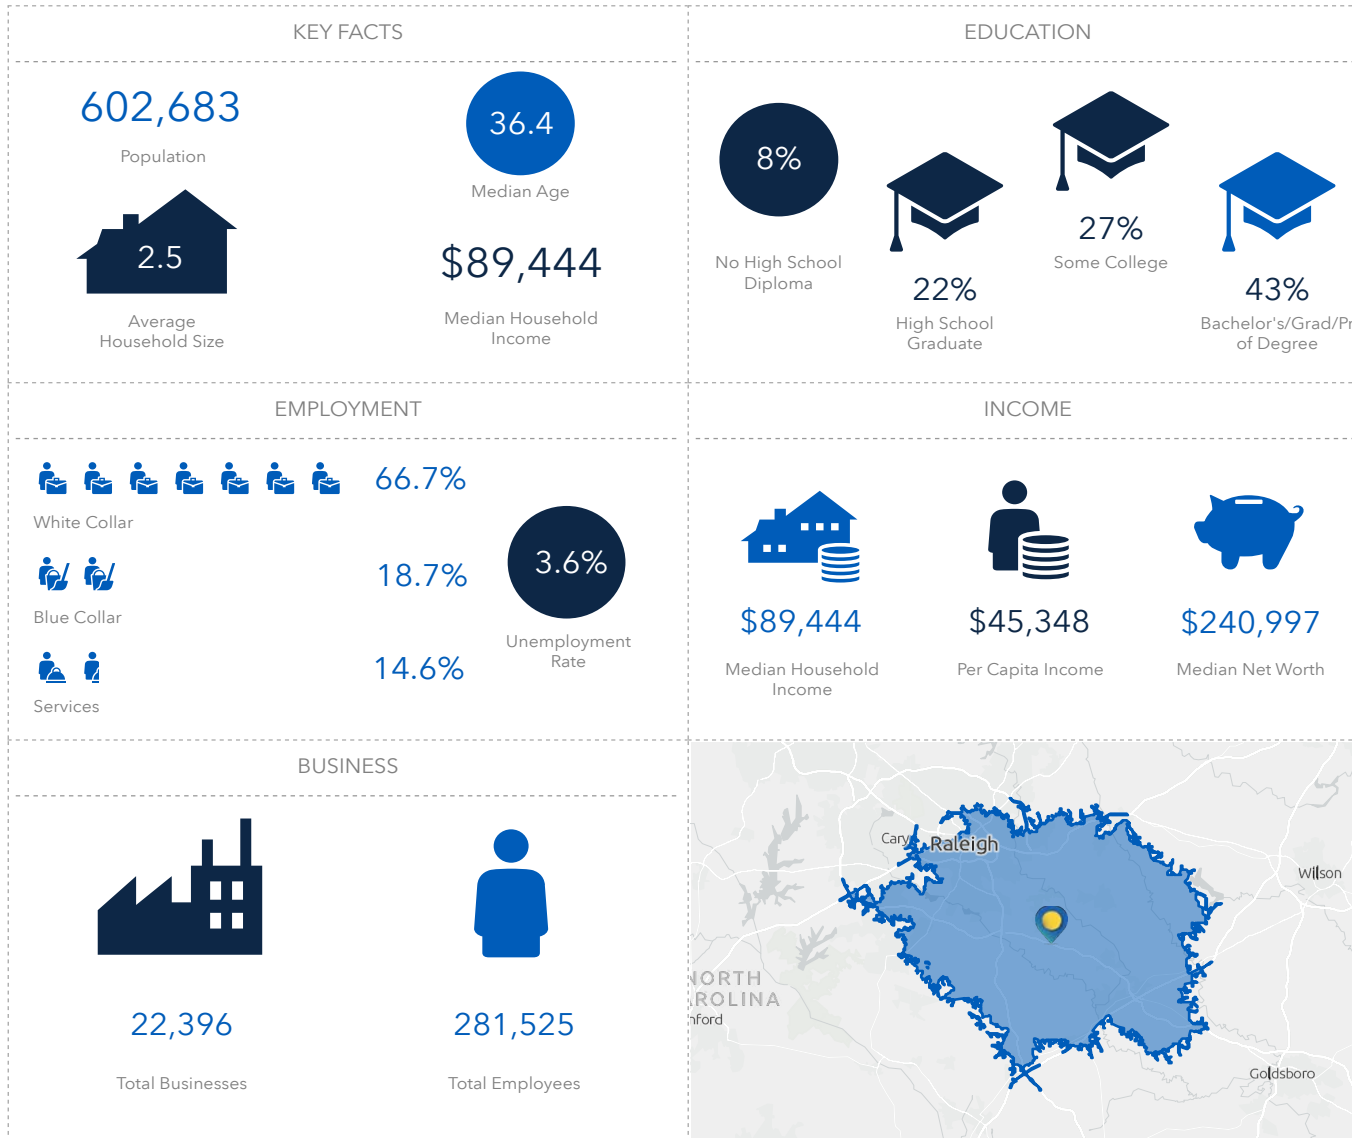 KEY FACTS
602,683
Population
36.4
Median Age
2.5
Average
Household Size
$89,444
Median Household
Income
EDUCATION
8%
No High School
Diploma
22%
High School
Graduate
27%
Some College
43%
Bachelor's/Grad/Pr
of Degree
EMPLOYMENT
66.7%
White Collar
18.7%
Blue Collar
14.6%
Services
3.6%
Unemployment
Rate
INCOME
$89,444
Median Household
Income
$45,348
Per Capita Income
$240,997
Median Net Worth
BUSINESS
22,396
Total Businesses
281,525
Total Employees
Cary
Raleigh
Wilson
NORTH
ROLINA
nford
Goldsboro